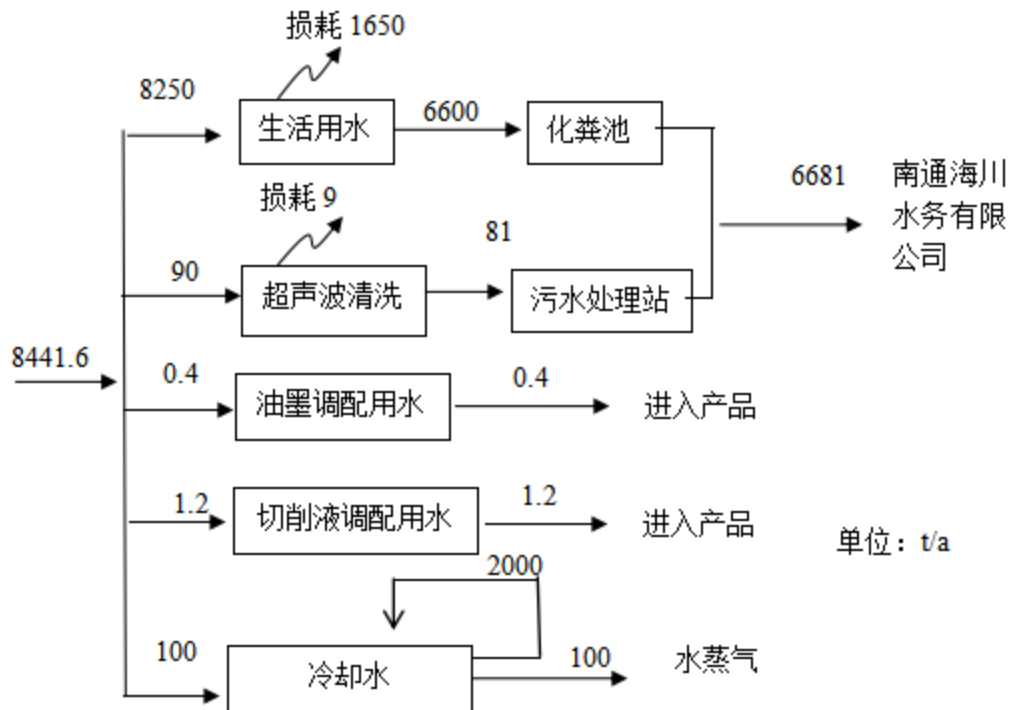 损耗 1650
8250
生活用水
6600
化粪池
6681
南通海川
水务有限
公司
损耗 9
90
超声波清洗
81
污水处理站
8441.6
0.4
油墨调配用水
0.4
进入产品
1.2
切削液调配用水
1.2
进入产品
单位：t/a
2000
100
冷却水
100
水蒸气